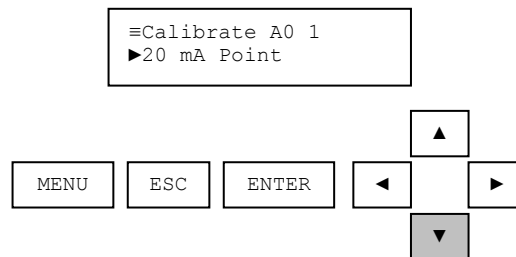 ≡Calibrate A0 1
►20 mA Point
▲
MENU ESC ENTER ◄ ►
▼